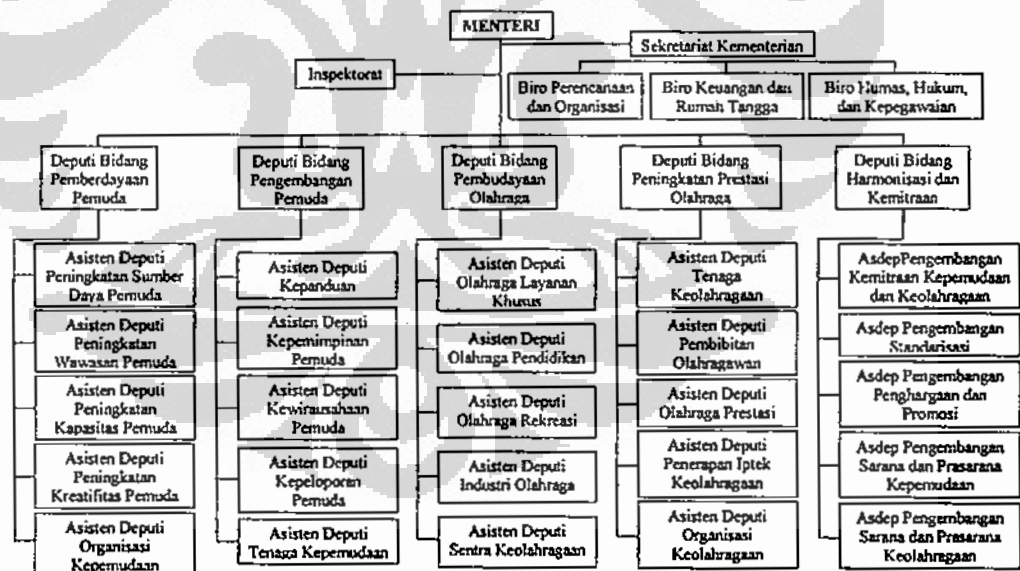 MENTERI
Sekretariat Kementerian
Inspektorat
Biro Perencanaan
dan Organisasi
Biro Keuangan dan
Rumah Tangga
Biro Humas, Hukum,
dan Kepegawaian
Deputi Bidang
Pemberdayaan
Pemuda
Deputi Bidang
Pengembangan
Pemuda
Deputi Bidang
Pembudayaan
Olahraga
Deputi Bidang
Peningkatan Prestasi
Olahraga
Deputi Bidang
Harmonisasi dan
Kemitraan
Asisten Deputi
Peningkatan Sumber
Daya Pemuda
Asisten Deputi
Peningkatan
Wawasan Pemuda
Asisten Deputi
Peningkatan
Kapasitas Pemuda
Asisten Deputi
Peningkatan
Kreatifitas Pemuda
Asisten Deputi
Organisasi
Kepemudaan
Asisten Deputi
Kepanduan
Asisten Deputi
Kepemimpinan
Pemuda
Asisten Deputi
Kewirausahaan
Pemuda
Asisten Deputi
Kepeloporan
Pemuda
Asisten Deputi
Tenaga Kepemudaan
Asisten Deputi
Olahraga Layanan
Khusus
Asisten Deputi
Olahraga Pendidikan
Asisten Deputi
Olahraga Rekreasi
Asisten Deputi
Industri Olahraga
Asisten Deputi
Sentra Keolahragaan
Asisten Deputi
Tenaga
Keolahragaan
Asisten Deputi
Pembibitan
Olahragawan
Asisten Deputi
Olahraga Prestasi
Asisten Deputi
Penerapan Iptek
Keolahragaan
Asisten Deputi
Organisasi
Keolahragaan
AsdepPengembangan
Kemitraan Kepemudaan
dan Keolahragaan
Asdep Pengembangan
Standarisasi
Asdep Pengembangan
Penghargaan dan
Promosi
Asdep Pengembangan
Sarana dan Prasarana
Kepemudaan
Asdep Pengembangan
Sarana dan Prasarana
Keolahragaan